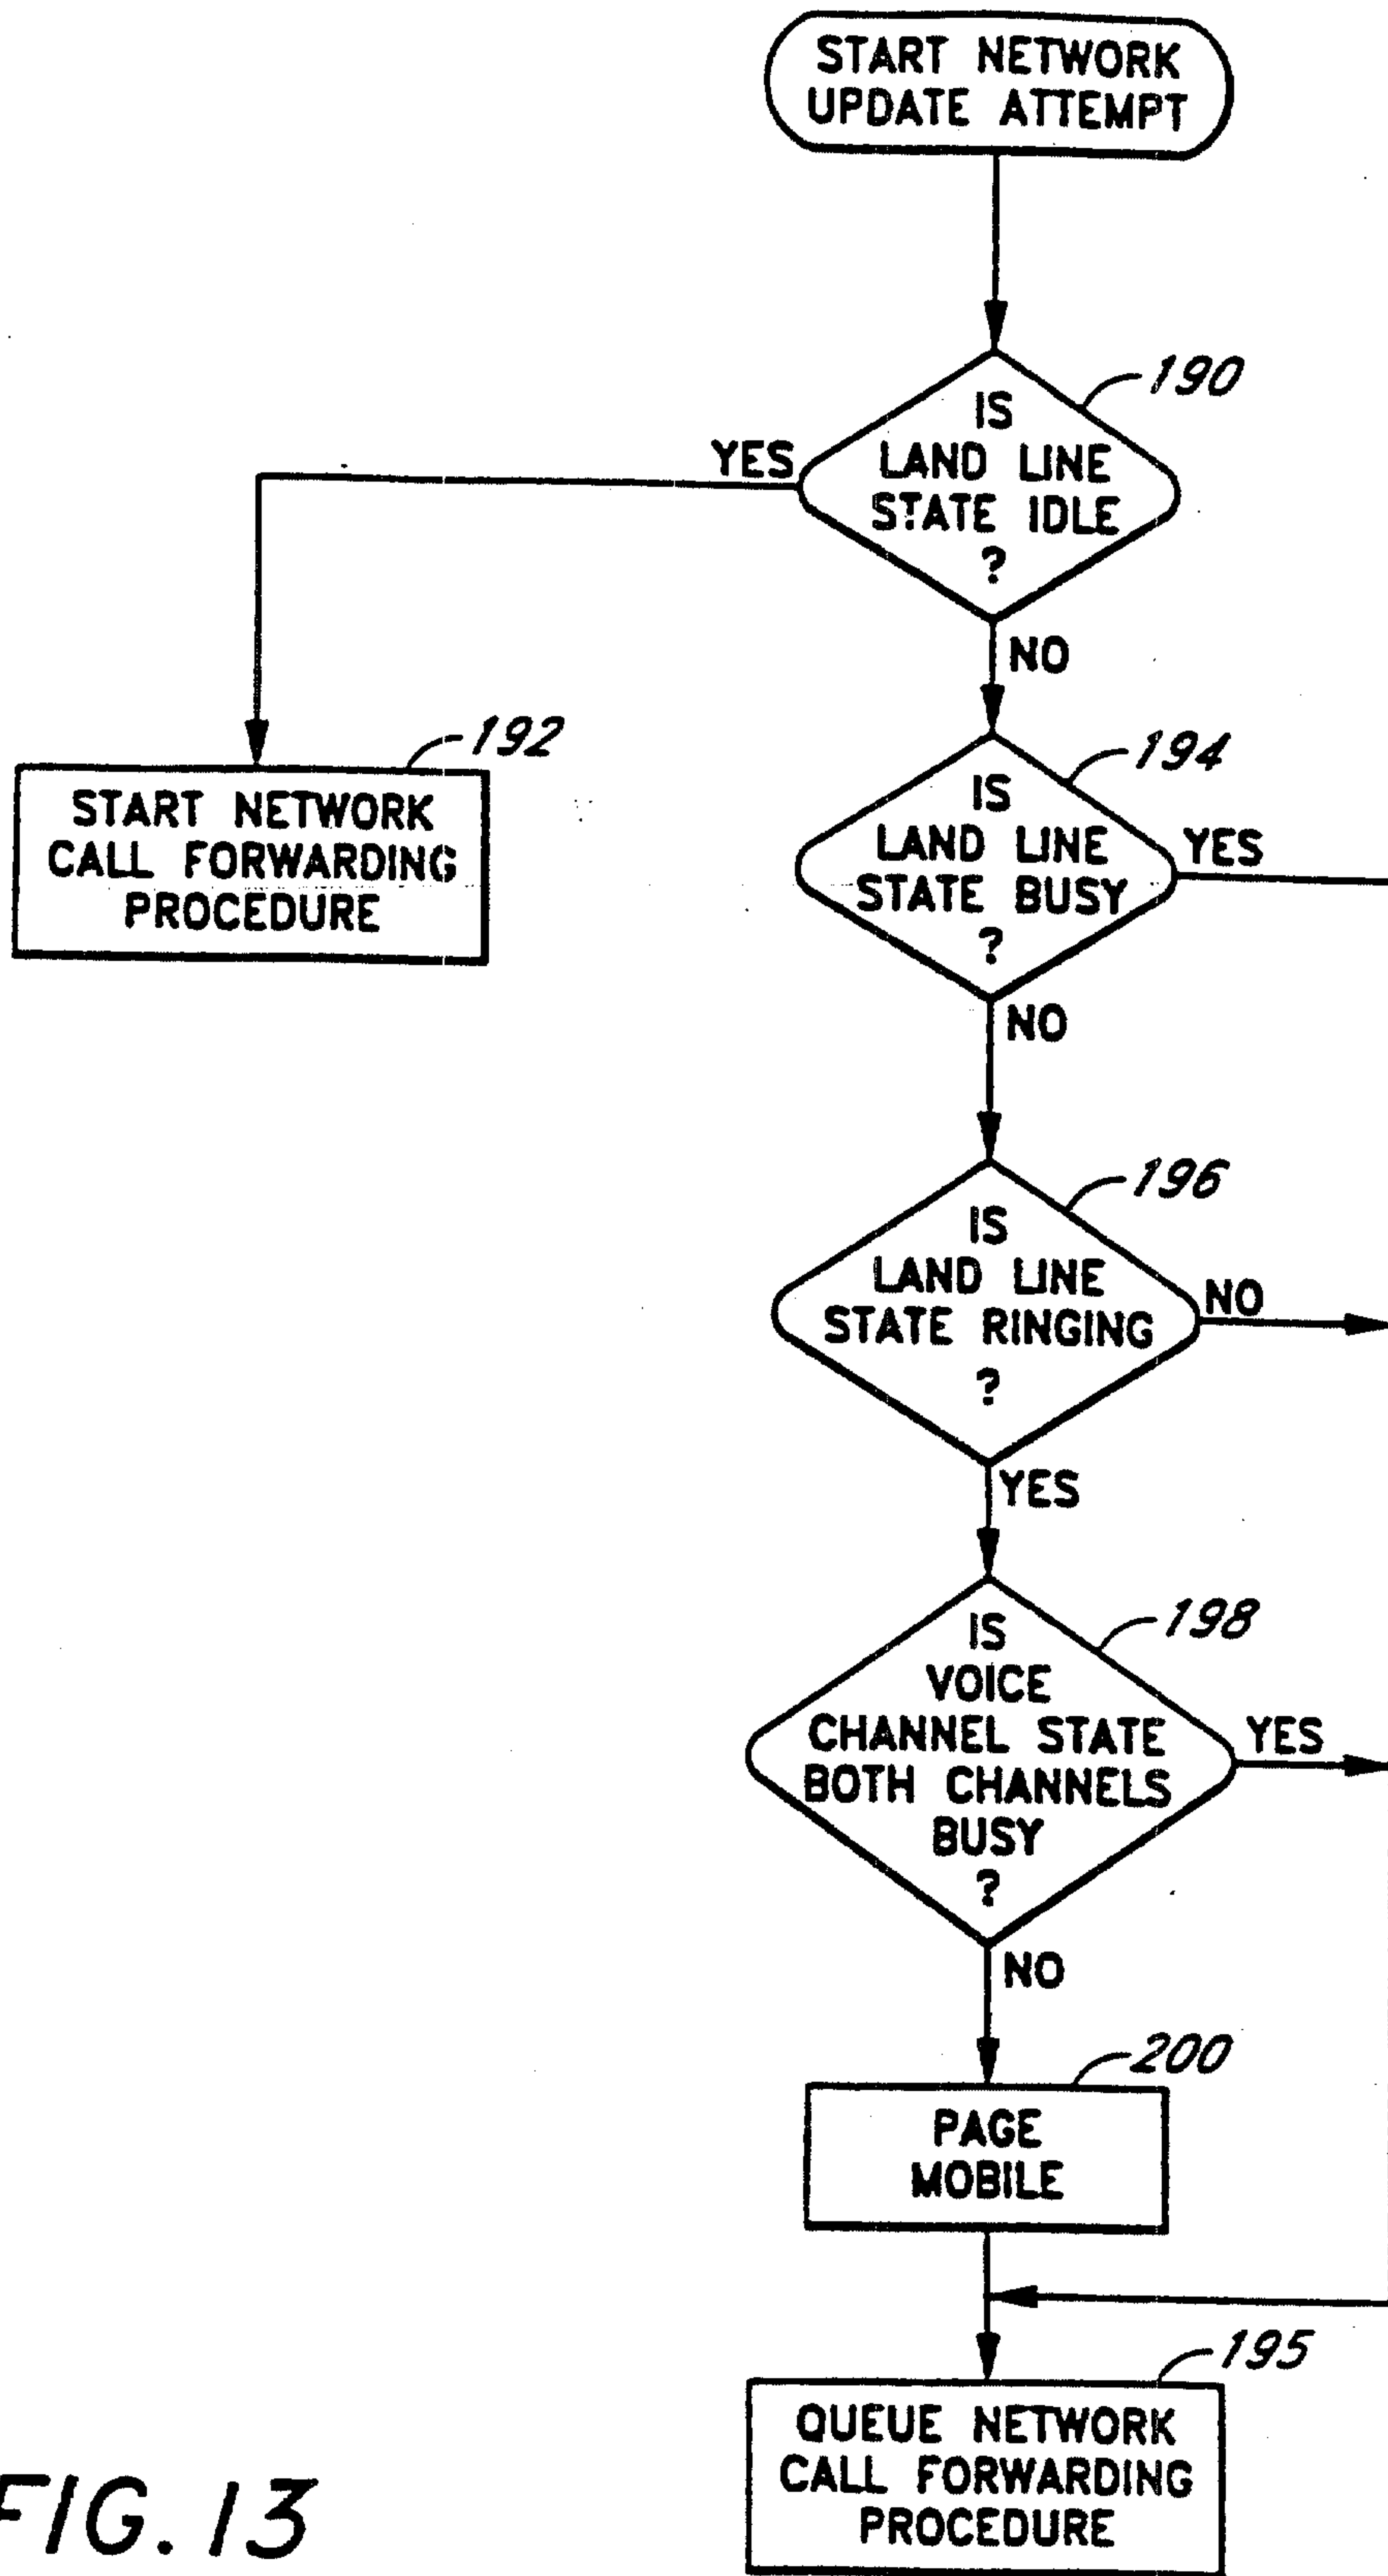 START NETWORK
UPDATE ATTEMPT
190
IS
LAND LINE
STATE IDLE
?
YES
NO
192
START NETWORK
CALL FORWARDING
PROCEDURE
194
IS
LAND LINE
STATE BUSY
?
YES
NO
196
IS
LAND LINE
STATE RINGING
?
NO
YES
198
IS
VOICE
CHANNEL STATE
BOTH CHANNELS
BUSY
?
YES
NO
200
PAGE
MOBILE
195
QUEUE NETWORK
CALL FORWARDING
PROCEDURE
FIG. 13